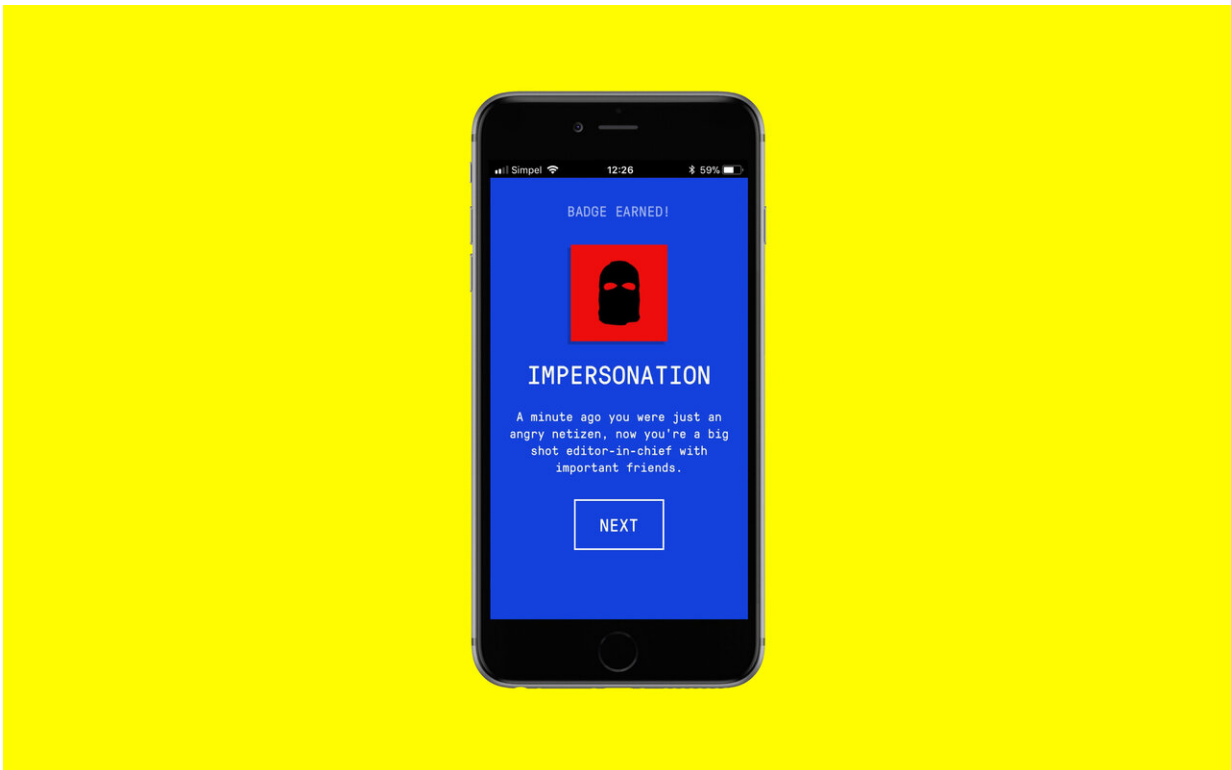 Simpel 12:26 59%
BADGE EARNED!
IMPERSONATION
A minute ago you were just an
angry netizen, now you're a big
shot editor-in-chief with
important friends.
NEXT